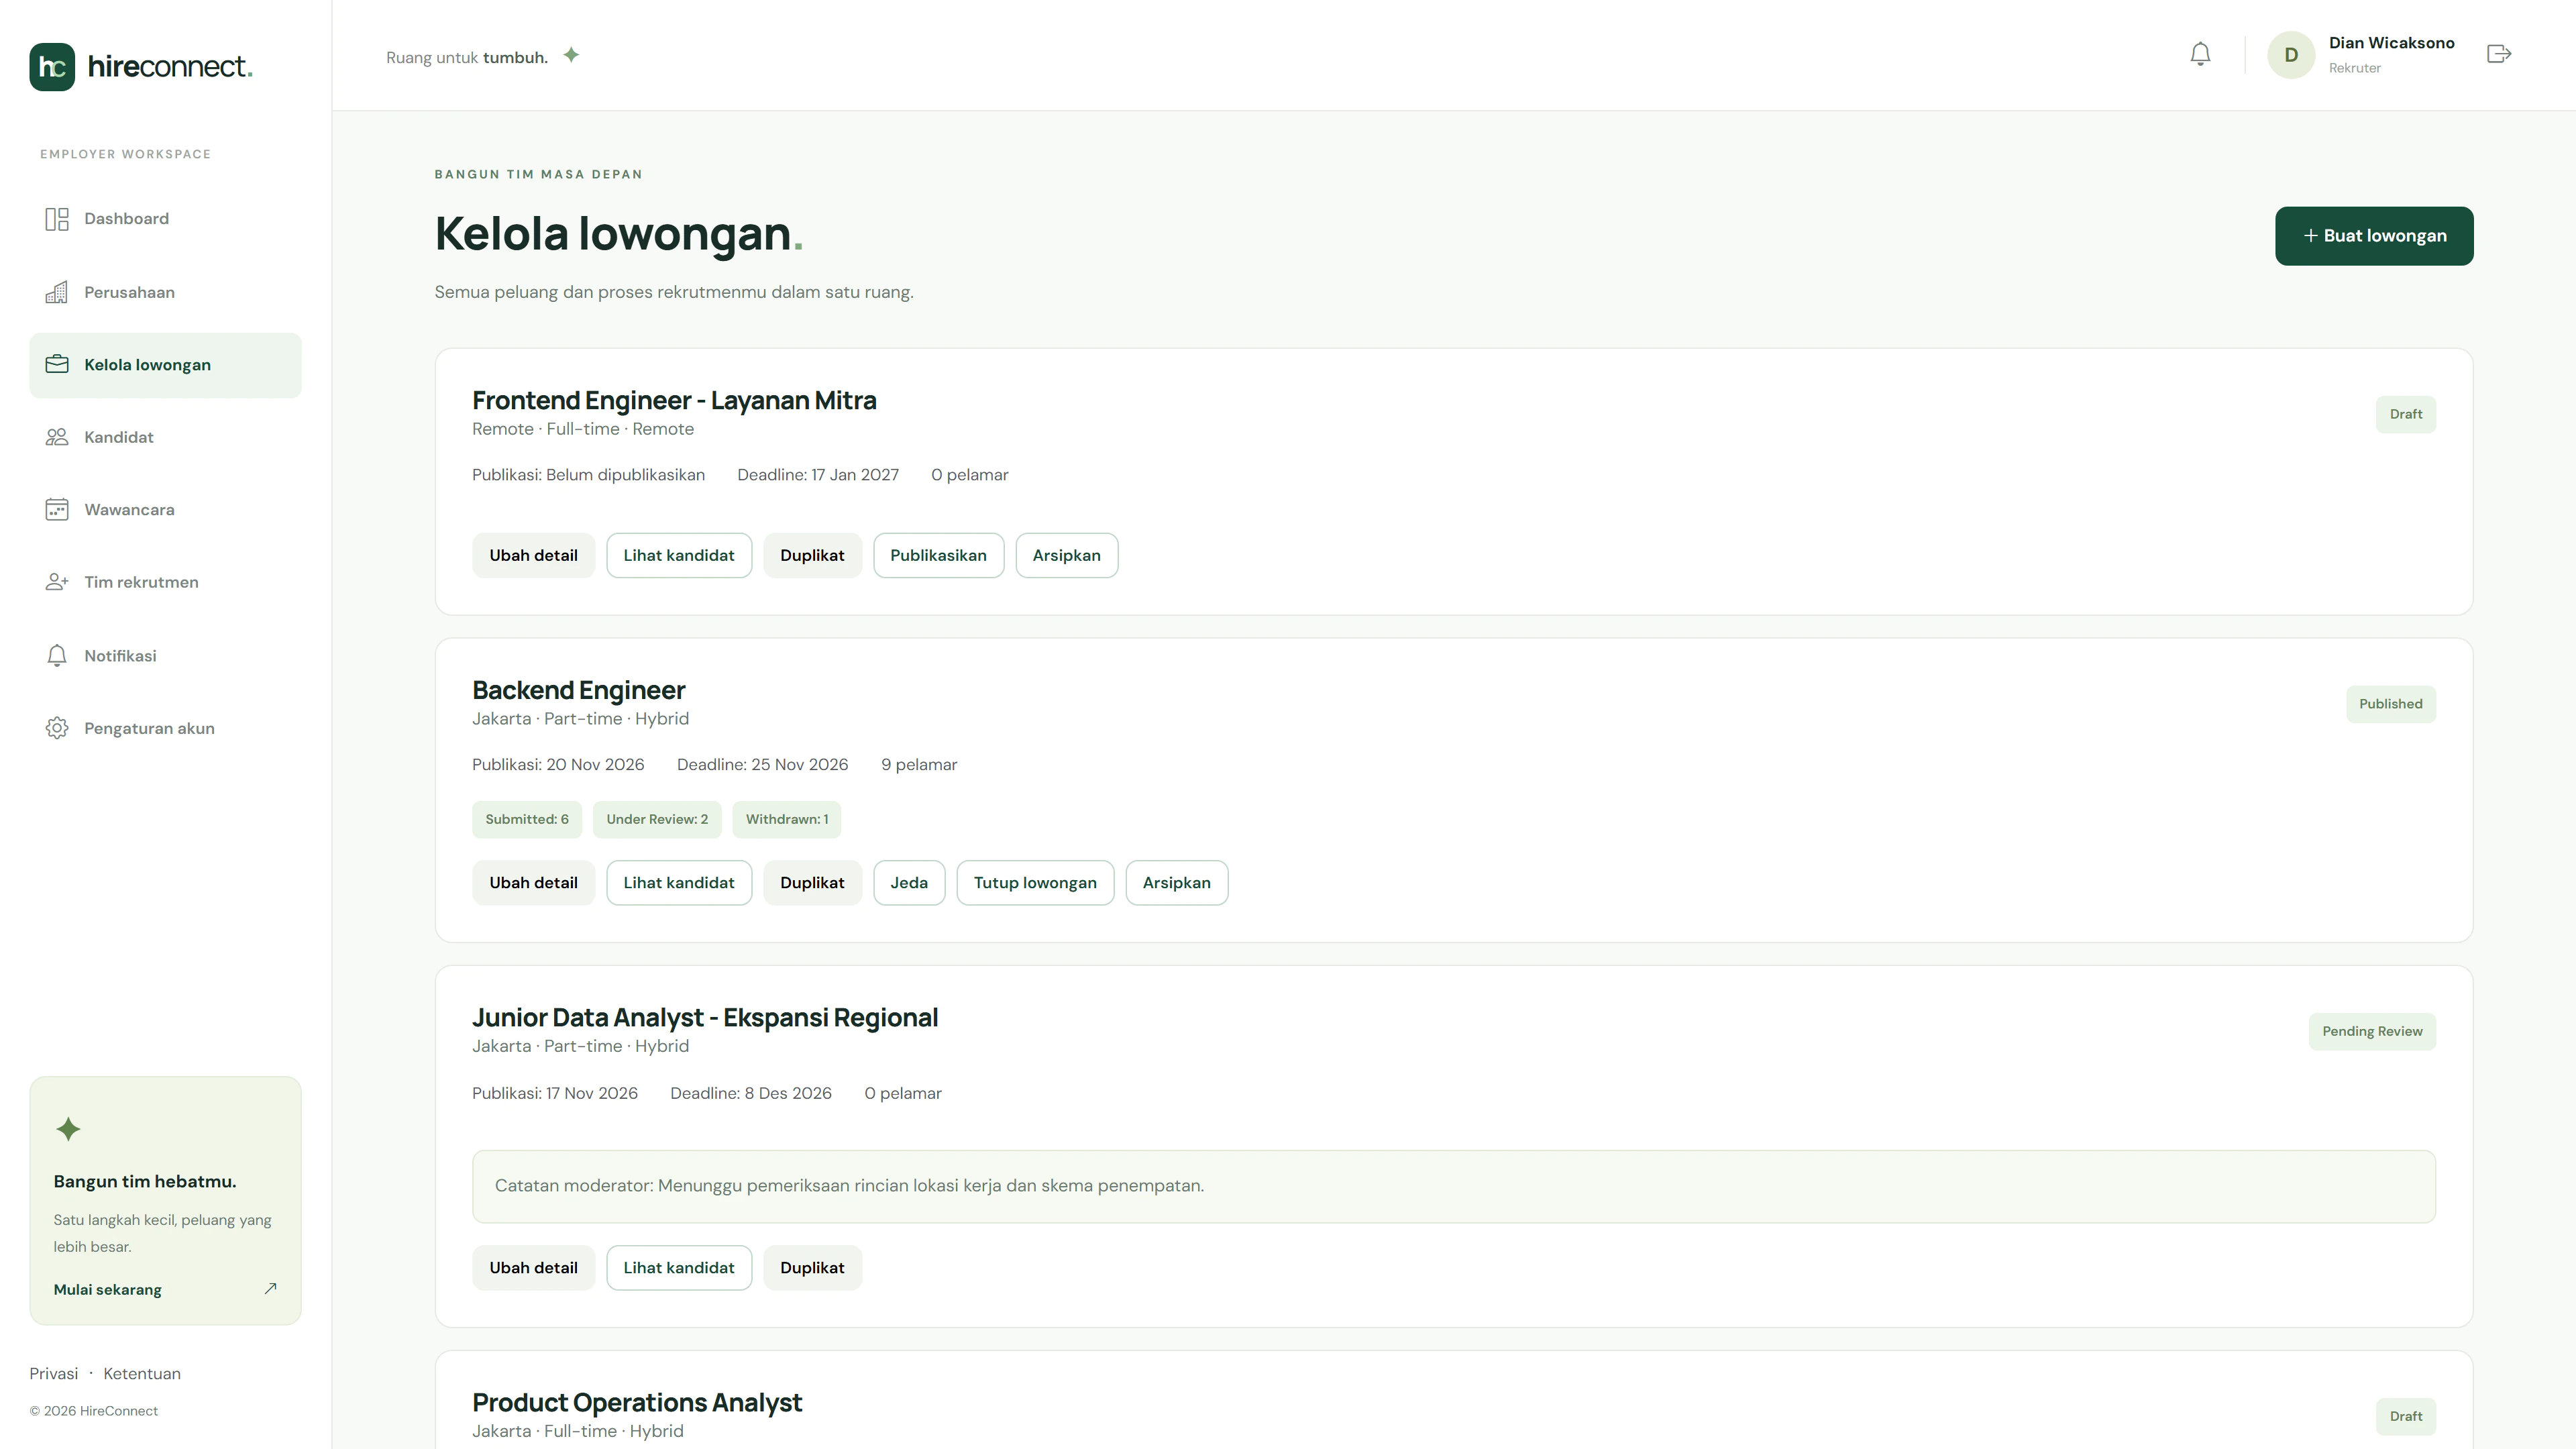 hc hireconnect.
EMPLOYER WORKSPACE
Dashboard
Perusahaan
Kelola lowongan
Kandidat
Wawancara
Tim rekrutmen
Notifikasi
Pengaturan akun
Bangun tim hebatmu.
Satu langkah kecil, peluang yang
lebih besar.
Mulai sekarang
Privasi · Ketentuan
© 2026 HireConnect
Ruang untuk tumbuh.
D
Dian Wicaksono
Rekruter
BANGUN TIM MASA DEPAN
Kelola lowongan.
Semua peluang dan proses rekrutmenmu dalam satu ruang.
+ Buat lowongan
Frontend Engineer - Layanan Mitra
Remote · Full-time · Remote
Draft
Publikasi: Belum dipublikasikan Deadline: 17 Jan 2027 0 pelamar
Ubah detail Lihat kandidat Duplikat Publikasikan Arsipkan
Backend Engineer
Jakarta · Part-time · Hybrid
Published
Publikasi: 20 Nov 2026 Deadline: 25 Nov 2026 9 pelamar
Submitted: 6 Under Review: 2 Withdrawn: 1
Ubah detail Lihat kandidat Duplikat Jeda Tutup lowongan Arsipkan
Junior Data Analyst - Ekspansi Regional
Jakarta · Part-time · Hybrid
Pending Review
Publikasi: 17 Nov 2026 Deadline: 8 Des 2026 0 pelamar
Catatan moderator: Menunggu pemeriksaan rincian lokasi kerja dan skema penempatan.
Ubah detail Lihat kandidat Duplikat
Product Operations Analyst
Jakarta · Full-time · Hybrid
Draft